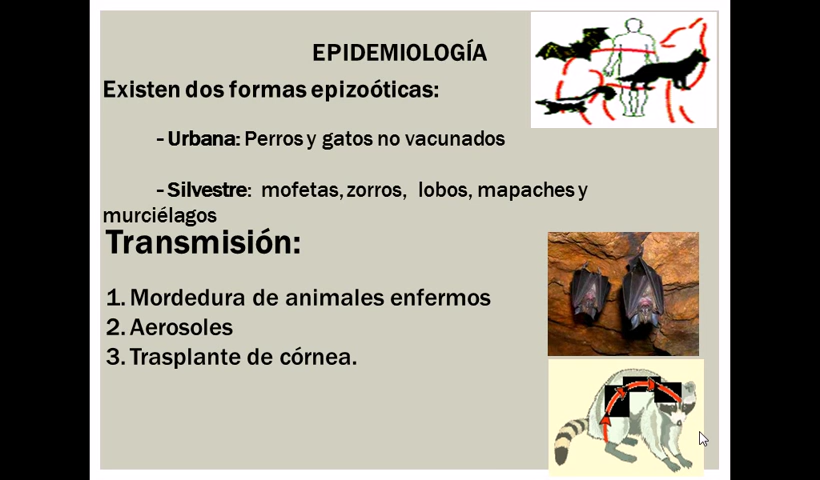 EPIDEMIOLOGÍA
Existen dos formas epizoóticas:
- Urbana: Perros y gatos no vacunados
- Silvestre: mofetas, zorros, lobos, mapaches y
murciélagos
Transmisión:
1. Mordedura de animales enfermos
2. Aerosoles
3. Trasplante de córnea.